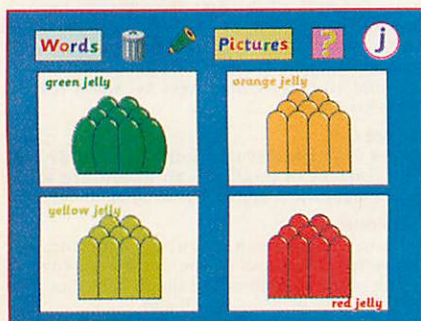 Words
Pictures
?
j
green jelly
orange jelly
yellow jelly
red jelly